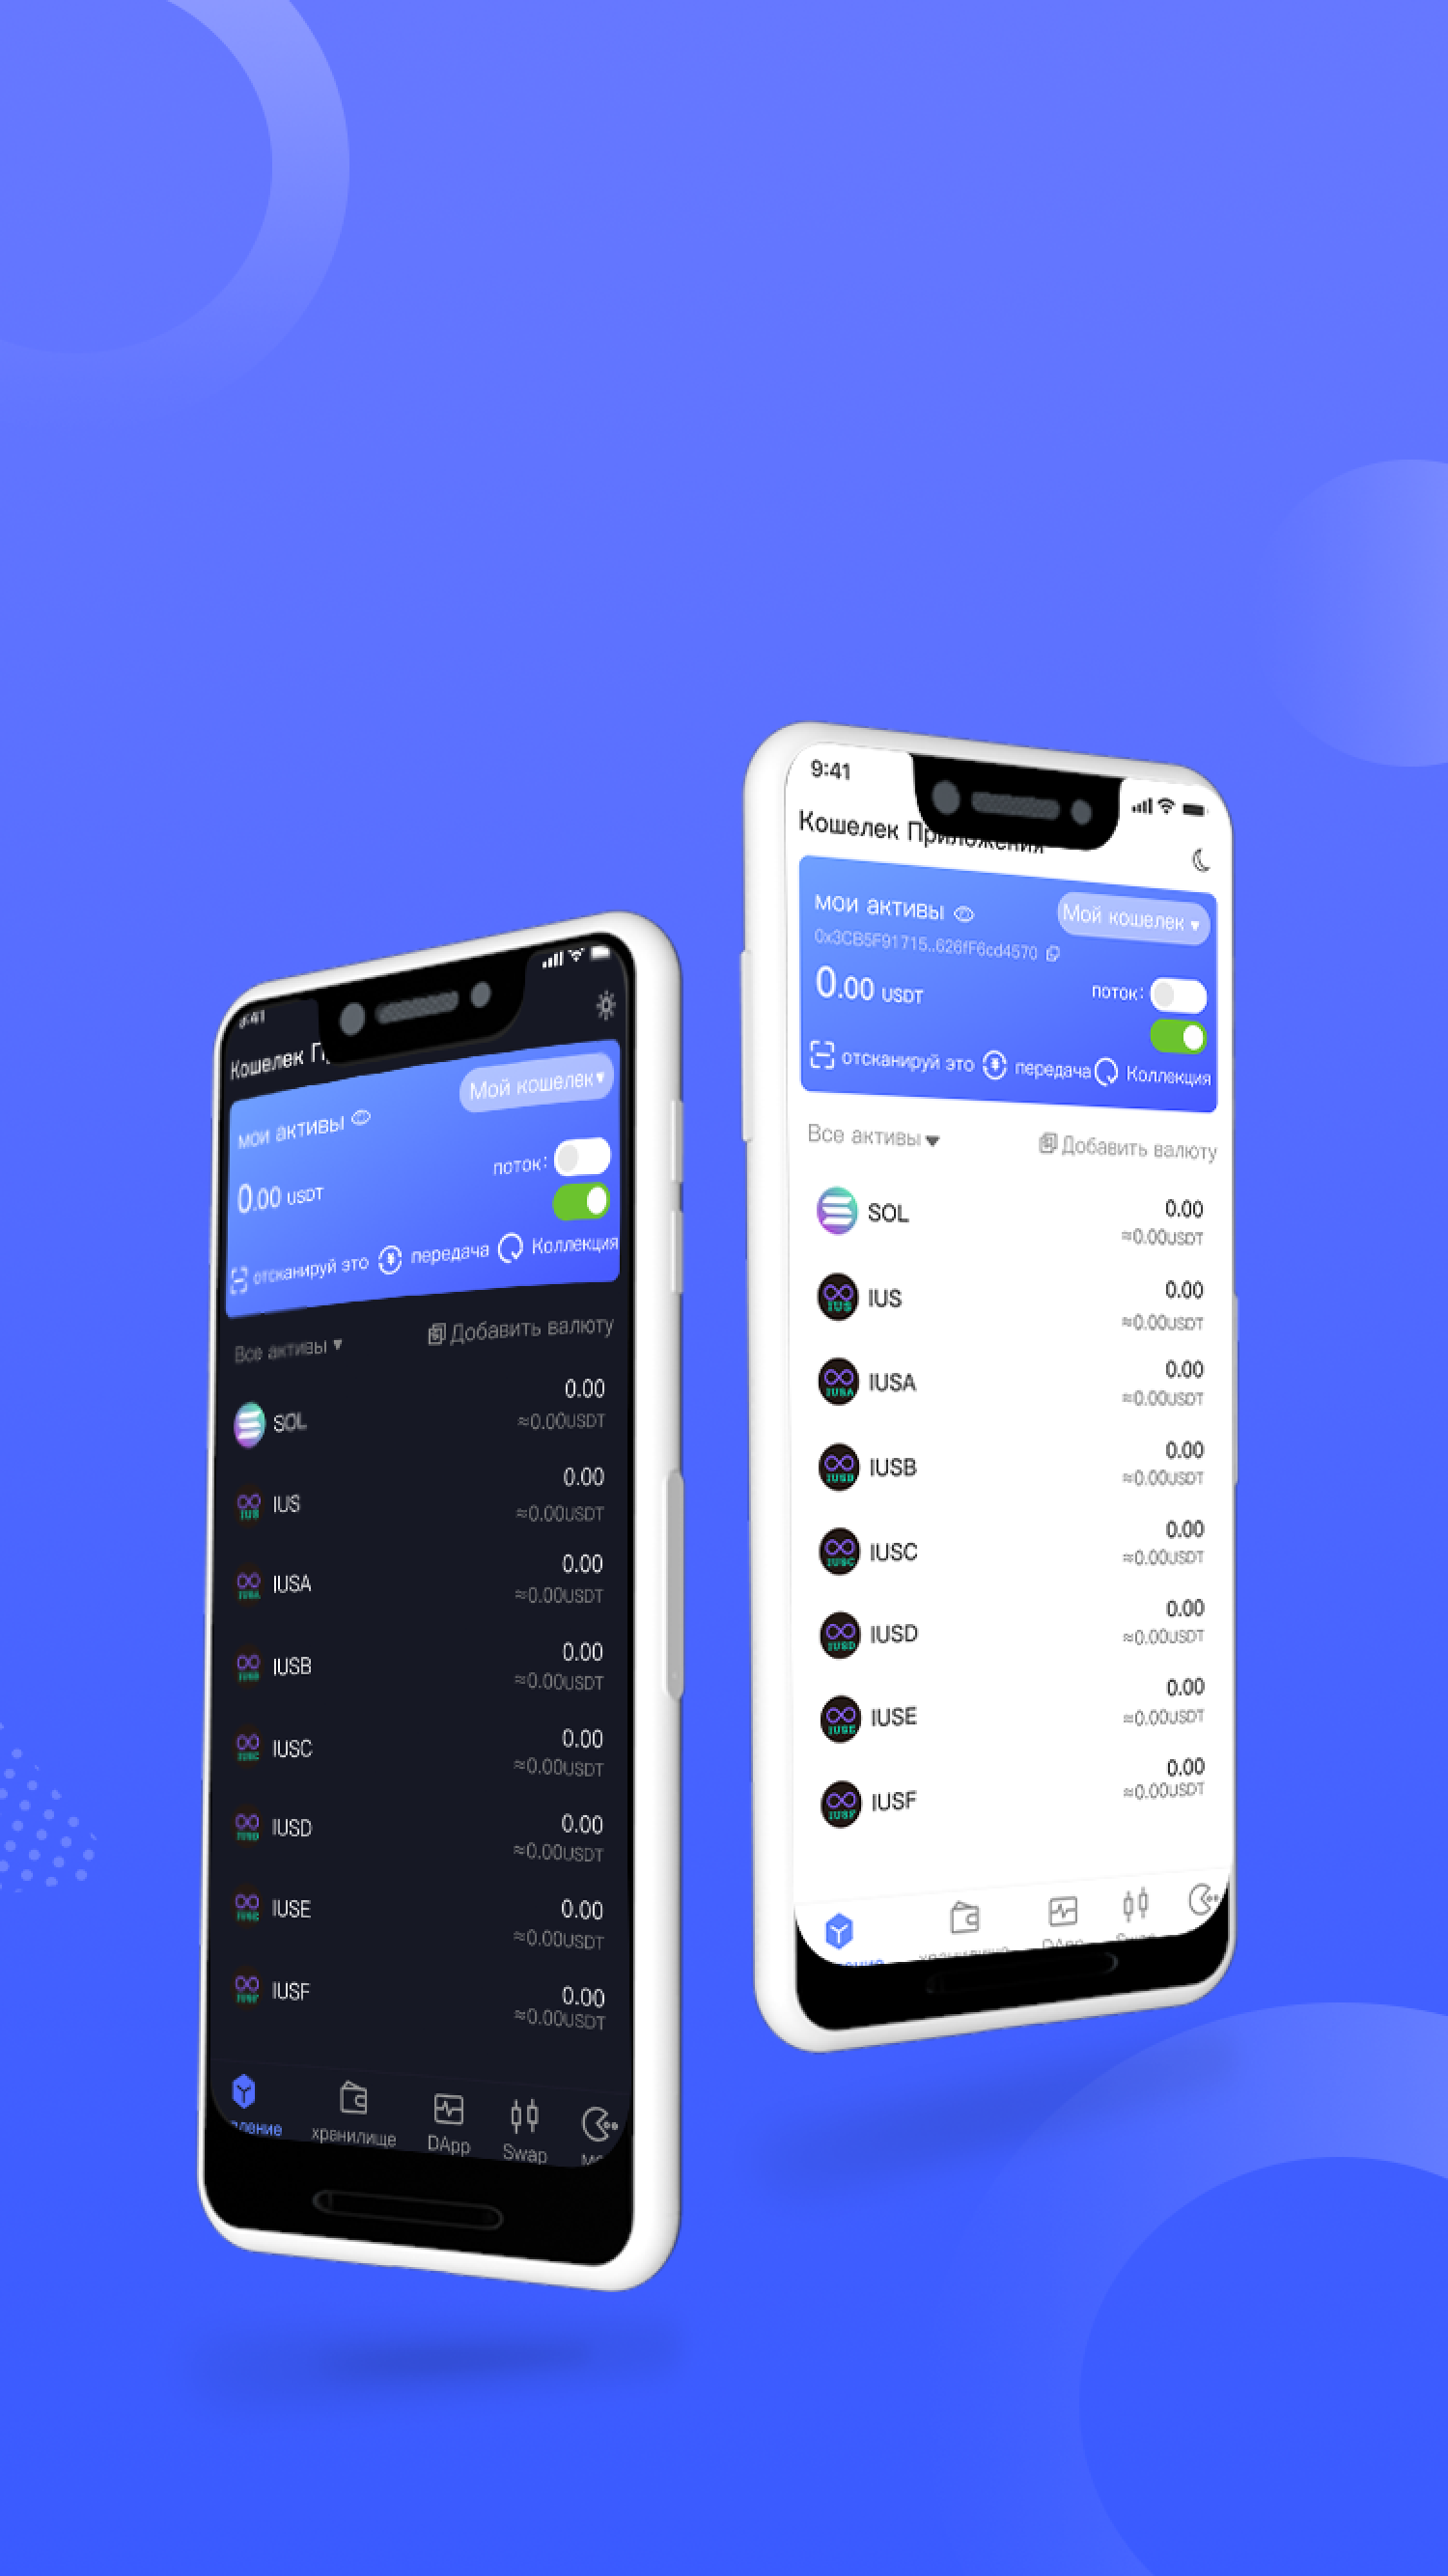 9:41
Кошелек Приложения
мои активы
Мой кошелек
0x3CB5F91715..626fF6cd4570
0.00 USDT
поток:
отсканируй это
передача
Коллекция
Все активы
Добавить валюту
SOL
0.00
≈0.00USDT
IUS
0.00
≈0.00USDT
IUSA
0.00
≈0.00USDT
IUSB
0.00
≈0.00USDT
IUSC
0.00
≈0.00USDT
IUSD
0.00
≈0.00USDT
IUSE
0.00
≈0.00USDT
IUSF
0.00
≈0.00USDT
DApp
Swap
9:41
Кошелек
мои активы
Мой кошелек
0.00 USDT
поток:
отсканируй это
передача
Коллекция
Все активы
Добавить валюту
SOL
0.00
≈0.00USDT
IUS
0.00
≈0.00USDT
IUSA
0.00
≈0.00USDT
IUSB
0.00
≈0.00USDT
IUSC
0.00
≈0.00USDT
IUSD
0.00
≈0.00USDT
IUSE
0.00
≈0.00USDT
IUSF
0.00
≈0.00USDT
хранилище
DApp
Swap